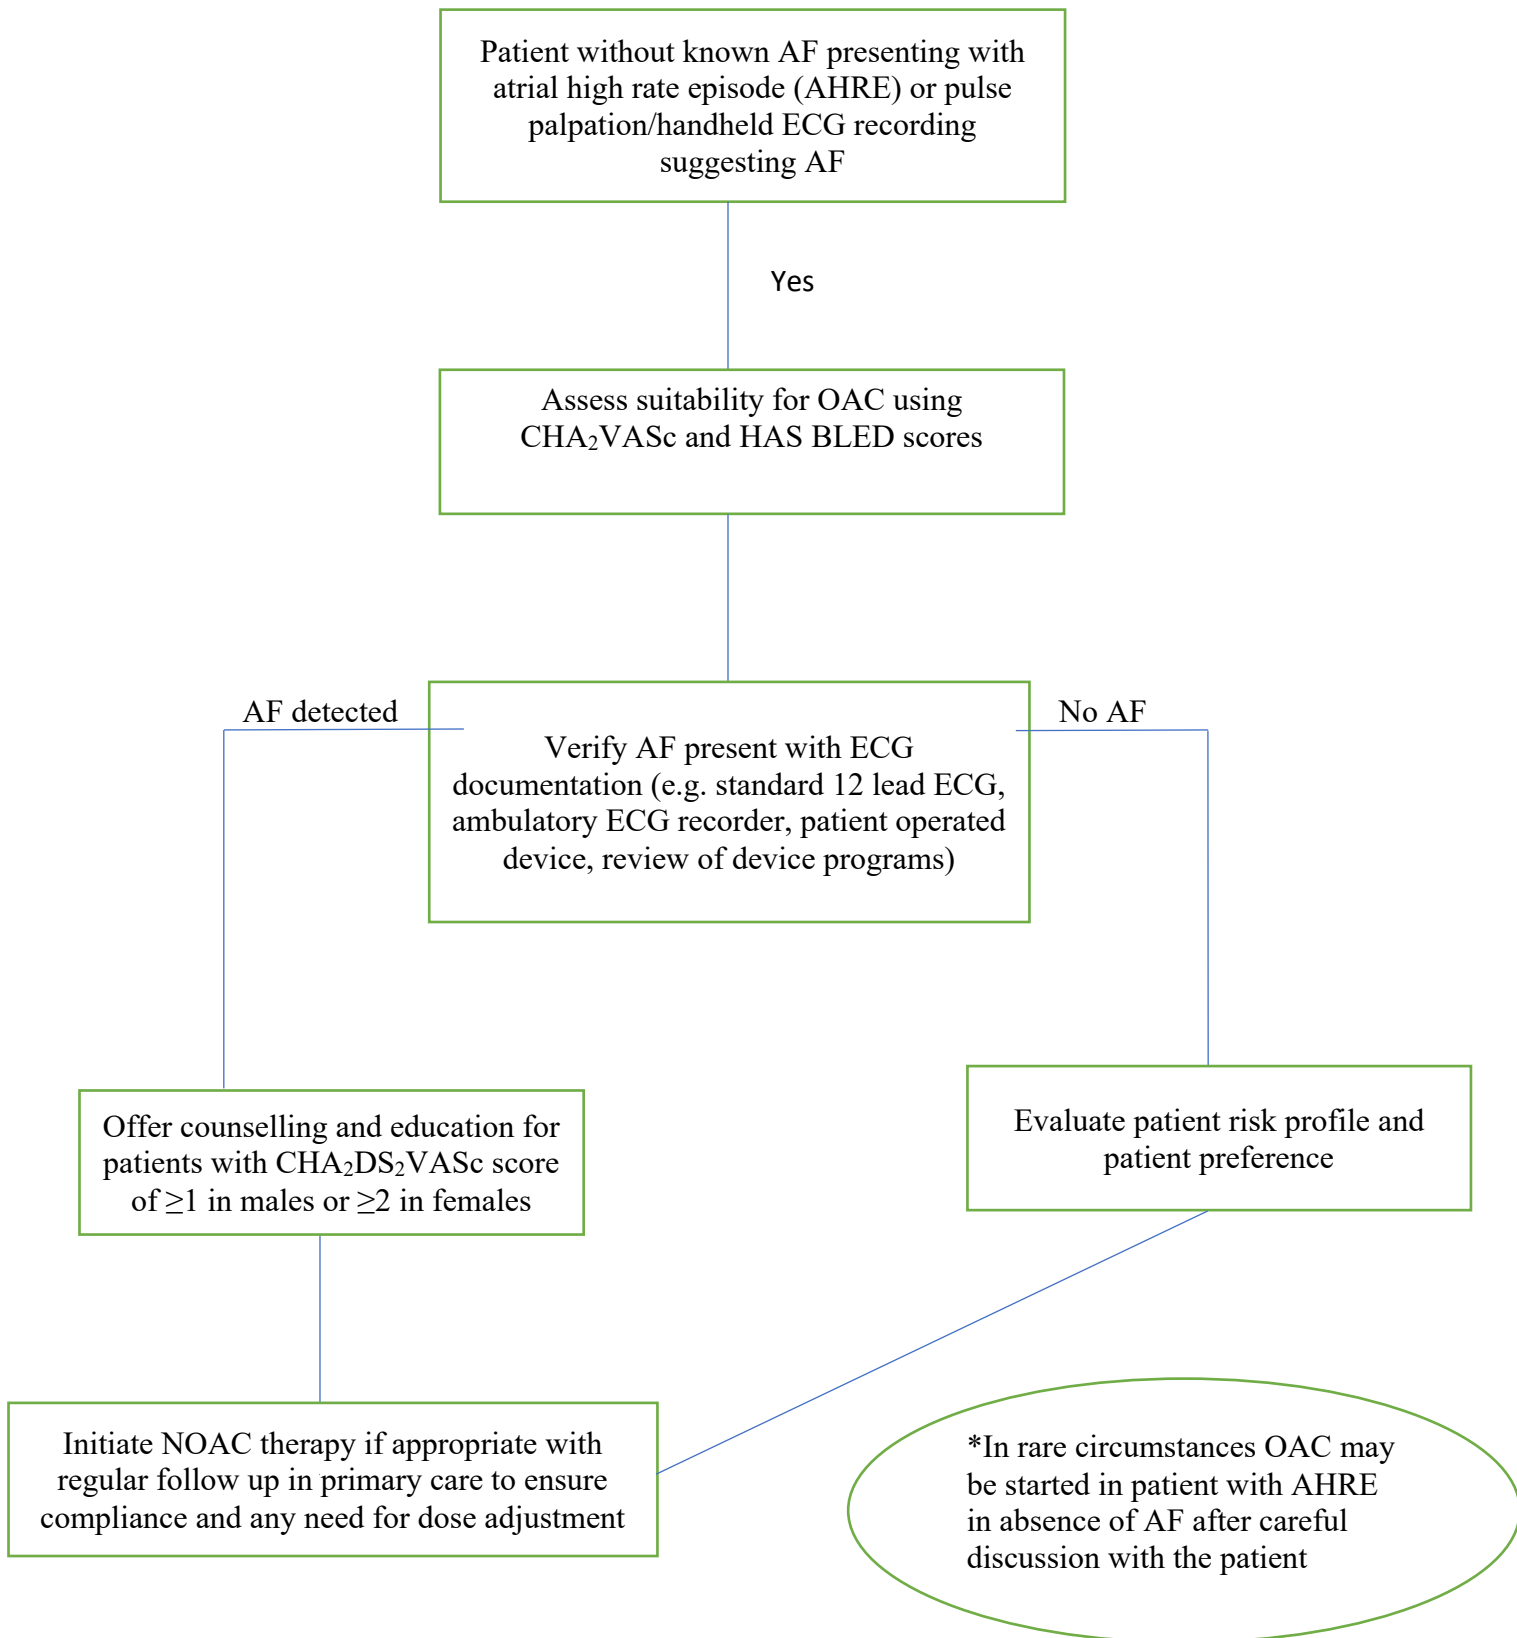 Patient without known AF presenting with
atrial high rate episode (AHRE) or pulse
palpation/handheld ECG recording
suggesting AF
Yes
Assess suitability for OAC using
CHA₂VASc and HAS BLED scores
AF detected
No AF
Verify AF present with ECG
documentation (e.g. standard 12 lead ECG,
ambulatory ECG recorder, patient operated
device, review of device programs)
Offer counselling and education for
patients with CHA₂DS₂VASc score
of ≥1 in males or ≥2 in females
Evaluate patient risk profile and
patient preference
Initiate NOAC therapy if appropriate with
regular follow up in primary care to ensure
compliance and any need for dose adjustment
*In rare circumstances OAC may
be started in patient with AHRE
in absence of AF after careful
discussion with the patient